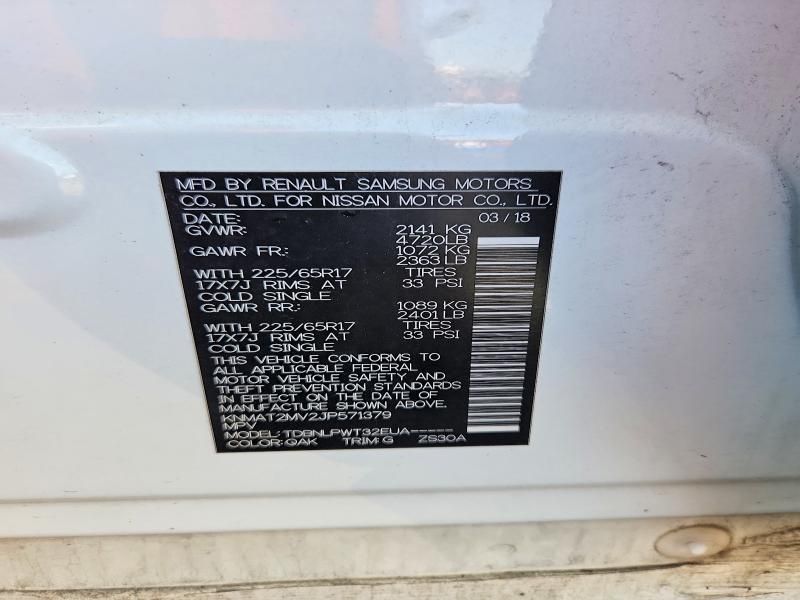 MFD BY RENAULT SAMSUNG MOTORS
CO., LTD. FOR NISSAN MOTOR CO., LTD.
DATE: 03/18
GVWR: 2141 KG
4720LB
GAWR FR: 1072 KG
2363 LB
WITH 225/65R17 TIRES
17X7J RIMS AT 33 PSI
COLD SINGLE
GAWR RR: 1089 KG
2401 LB
WITH 225/65R17 TIRES
17X7J RIMS AT 33 PSI
COLD SINGLE
THIS VEHICLE CONFORMS TO
ALL APPLICABLE FEDERAL
MOTOR VEHICLE SAFETY AND
THEFT PREVENTION STANDARDS
IN EFFECT ON THE DATE OF
MANUFACTURE SHOWN ABOVE.
KNMAT2MV2JP571379
MPV
MODEL: TDBNLPWT32EUA-----
COLOR: QAK TRIM: G ZS30A